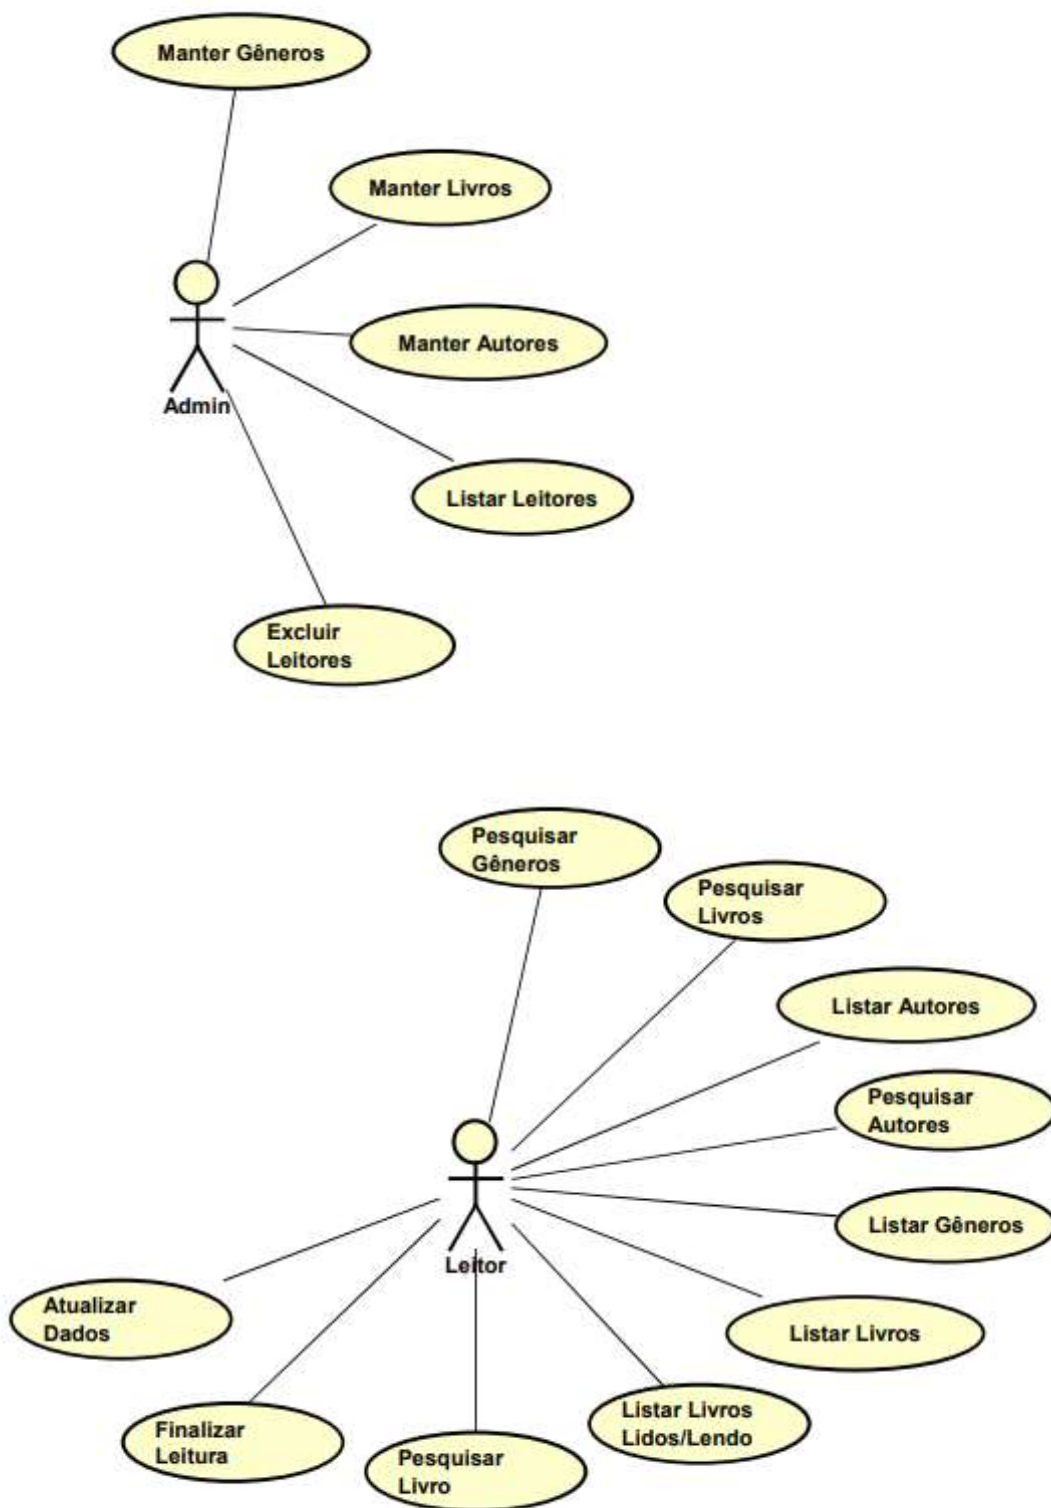 Manter Gêneros
Manter Livros
Manter Autores
Admin
Listar Leitores
Excluir
Leitores
Pesquisar
Gêneros
Pesquisar
Livros
Listar Autores
Pesquisar
Autores
Listar Gêneros
Leitor
Atualizar
Dados
Listar Livros
Finalizar
Leitura
Pesquisar
Livro
Listar Livros
Lidos/Lendo